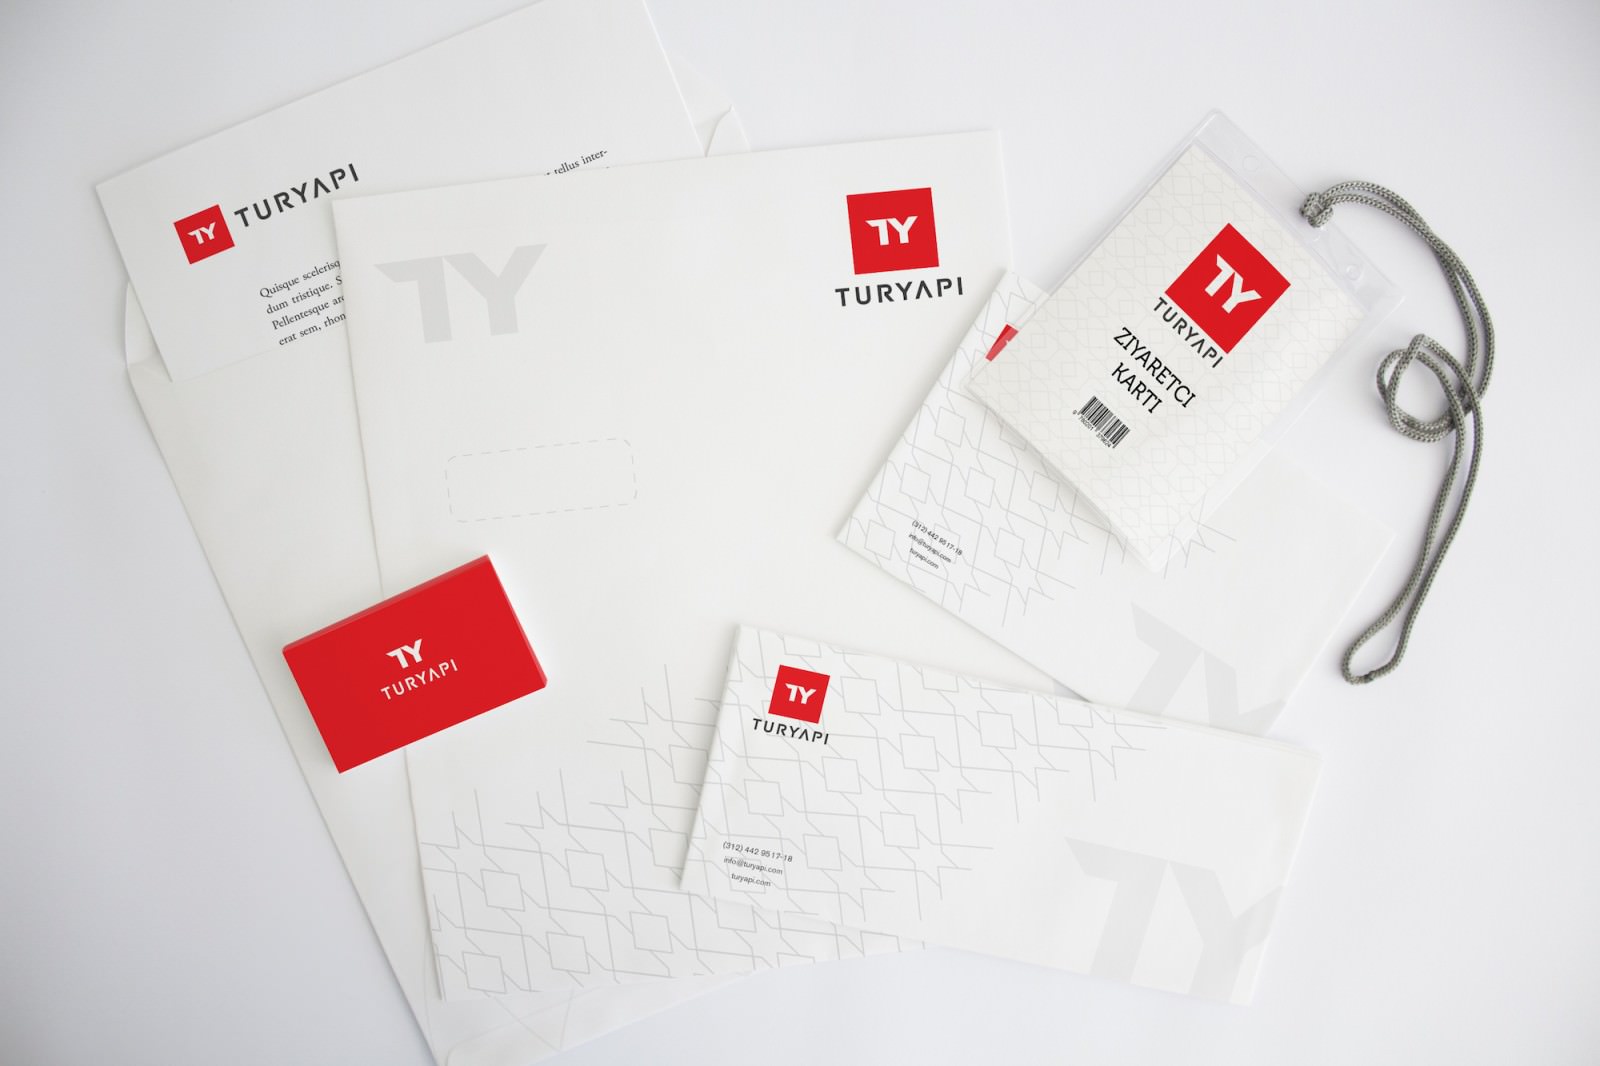 TY TURYAPI
tellus inter-
Quisque scelerisq
dum tristique. S
Pellentesque arc
erat sem, rhon
TY
TY
TURYAPI
TY
TURYAPI
ZIYARETCI
KARTI
(312) 442 95 17-18
info@turyapi.com
turyapi.com
TY
TY
TURYAPI
TY
TURYAPI
(312) 442 95 17-18
info@turyapi.com
turyapi.com
TY